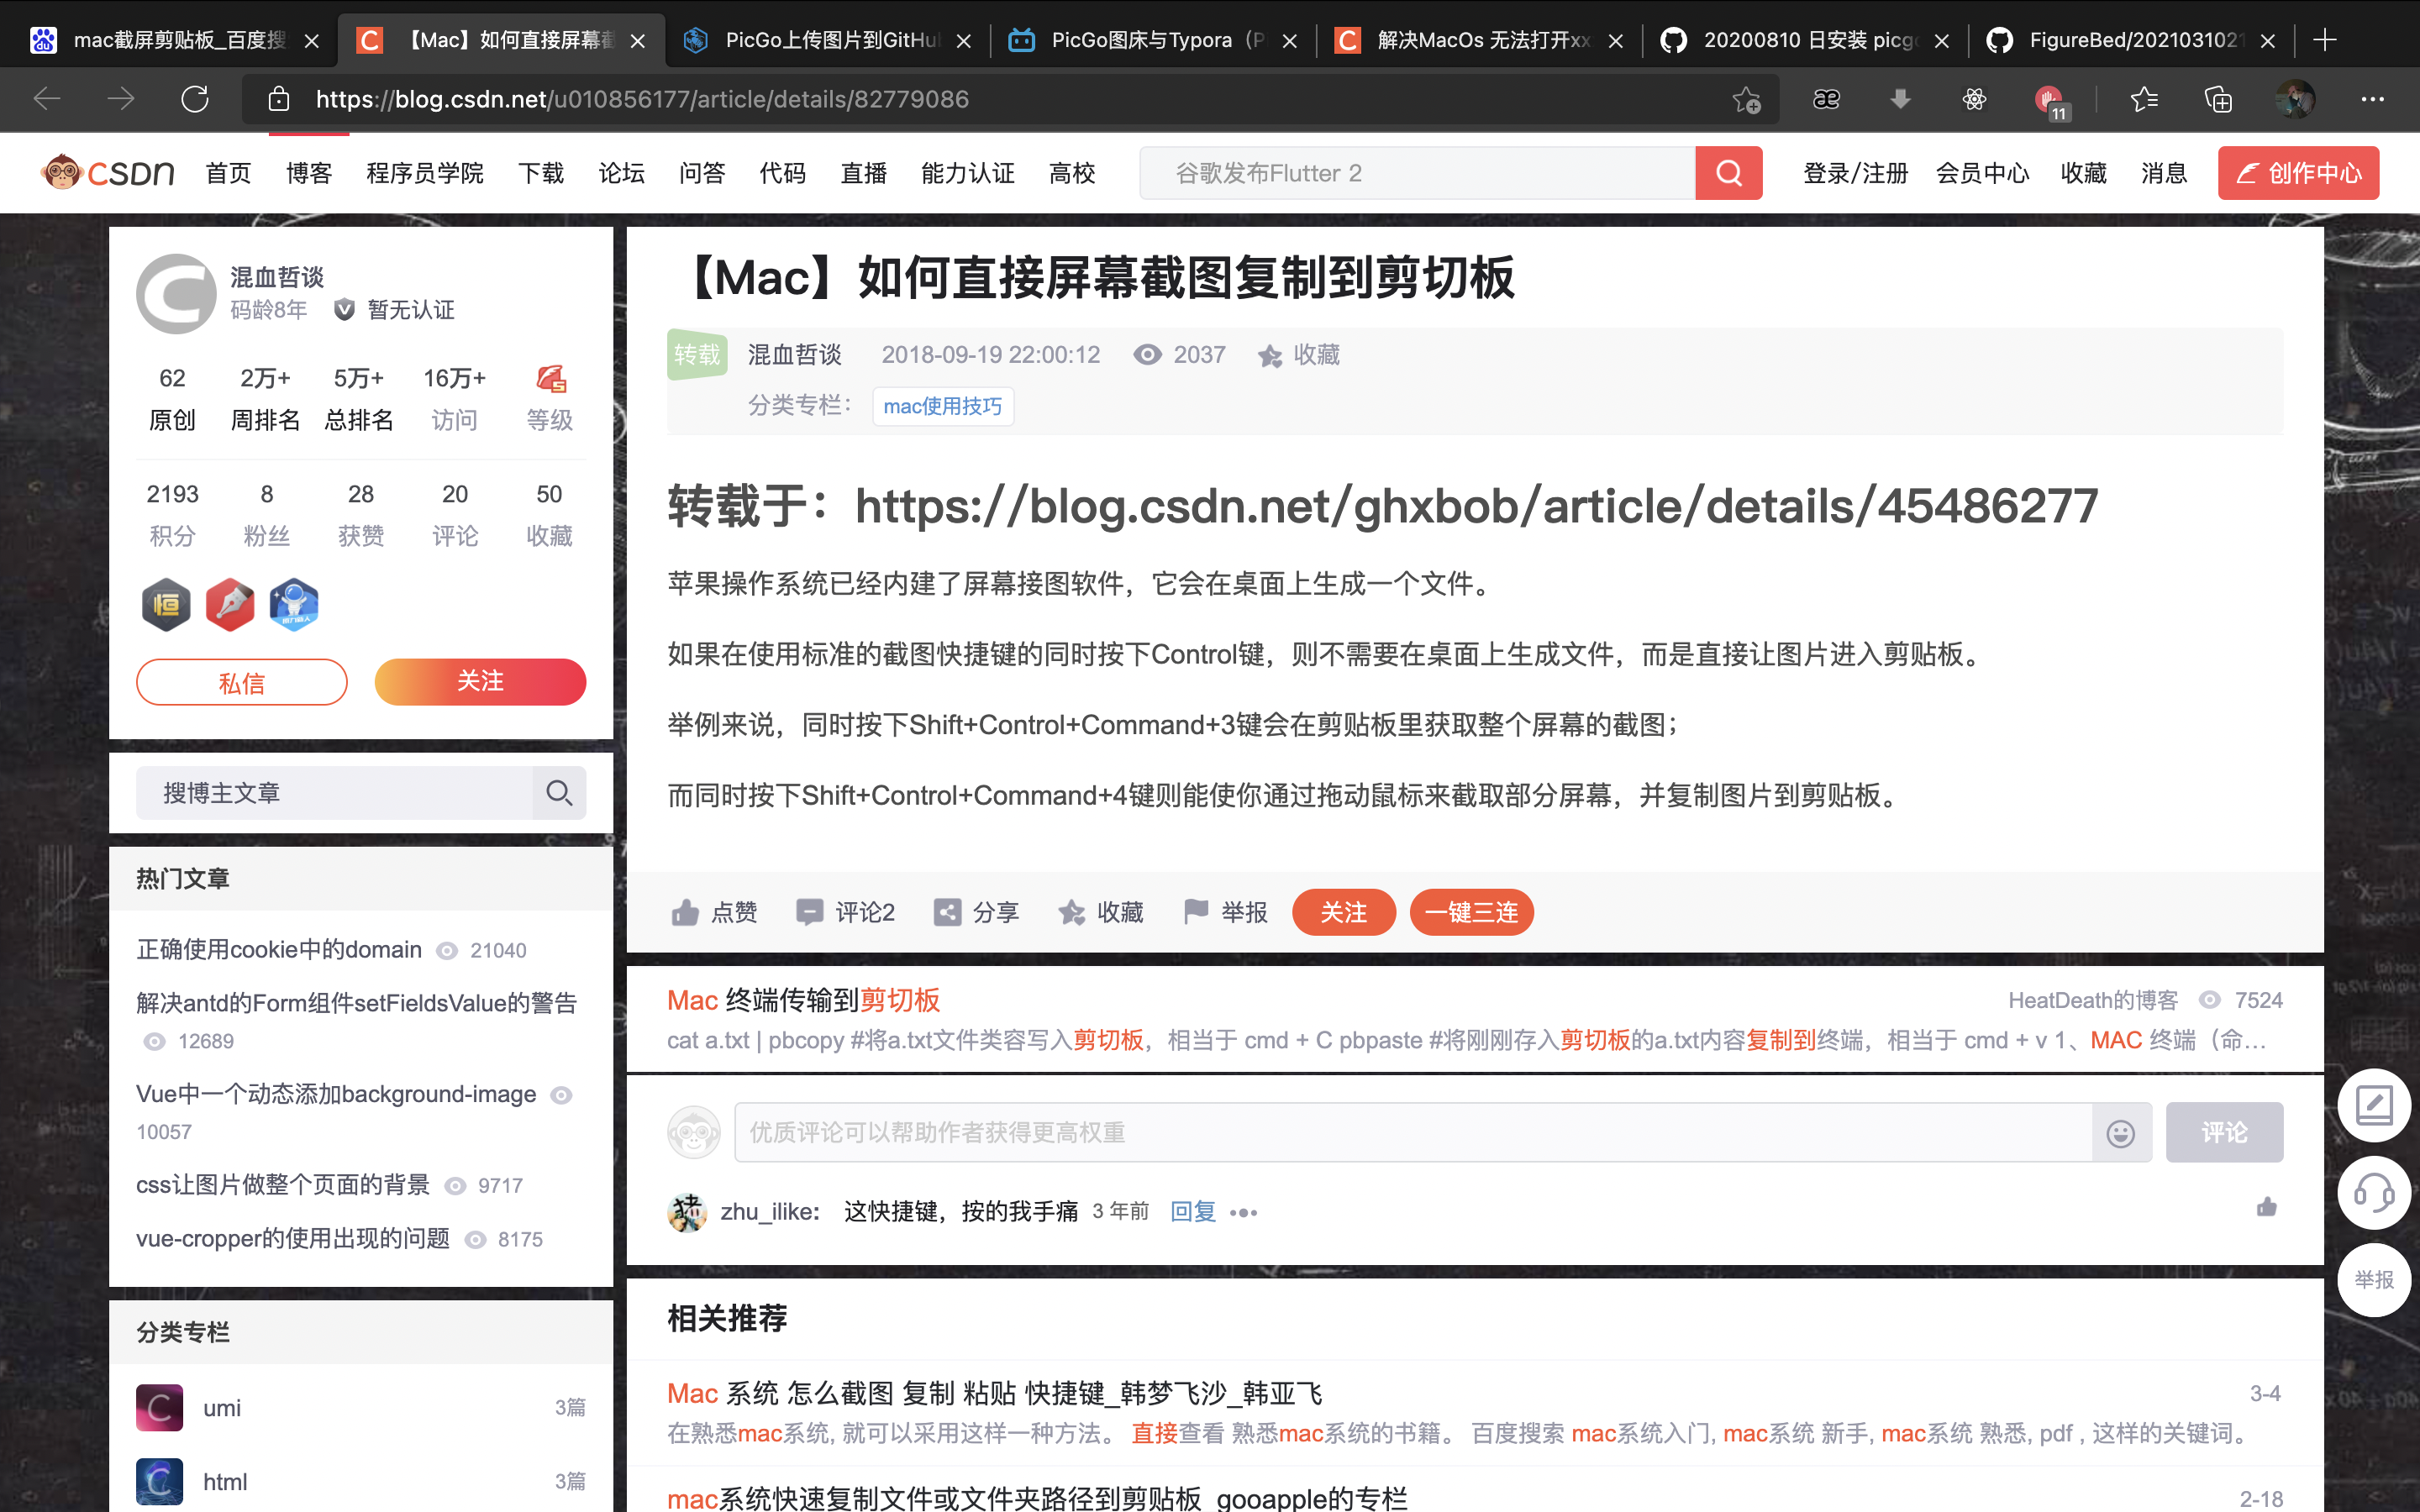 mac截屏剪贴板_百度搜
【Mac】如何直接屏幕截
PicGo上传图片到GitHu
PicGo图床与Typora（P
解决MacOs 无法打开xx
20200810 日安装 picg
FigureBed/2021031021
https://blog.csdn.net/u010856177/article/details/82779086
æ
11
CSDN 首页 博客 程序员学院 下载 论坛 问答 代码 直播 能力认证 高校 谷歌发布Flutter 2 登录/注册 会员中心 收藏 消息 创作中心
混血哲谈
码龄8年 暂无认证
62 2万+ 5万+ 16万+
原创 周排名 总排名 访问 等级
2193 8 28 20 50
积分 粉丝 获赞 评论 收藏
私信 关注
搜博主文章
热门文章
正确使用cookie中的domain 21040
解决antd的Form组件setFieldsValue的警告
12689
Vue中一个动态添加background-image
10057
css让图片做整个页面的背景 9717
vue-cropper的使用出现的问题 8175
分类专栏
umi 3篇
html 3篇
【Mac】如何直接屏幕截图复制到剪切板
转载 混血哲谈 2018-09-19 22:00:12 2037 收藏
分类专栏： mac使用技巧
转载于：https://blog.csdn.net/ghxbob/article/details/45486277
苹果操作系统已经内建了屏幕接图软件，它会在桌面上生成一个文件。
如果在使用标准的截图快捷键的同时按下Control键，则不需要在桌面上生成文件，而是直接让图片进入剪贴板。
举例来说，同时按下Shift+Control+Command+3键会在剪贴板里获取整个屏幕的截图；
而同时按下Shift+Control+Command+4键则能使你通过拖动鼠标来截取部分屏幕，并复制图片到剪贴板。
点赞 评论2 分享 收藏 举报 关注 一键三连
Mac 终端传输到剪切板 HeatDeath的博客 7524
cat a.txt | pbcopy #将a.txt文件类容写入剪切板，相当于 cmd + C pbpaste #将刚刚存入剪切板的a.txt内容复制到终端，相当于 cmd + v 1、MAC 终端（命...
优质评论可以帮助作者获得更高权重
评论
zhu_ilike: 这快捷键，按的我手痛 3 年前 回复
举报
相关推荐
Mac 系统 怎么截图 复制 粘贴 快捷键_韩梦飞沙_韩亚飞 3-4
在熟悉mac系统, 就可以采用这样一种方法。 直接查看 熟悉mac系统的书籍。 百度搜索 mac系统入门, mac系统 新手, mac系统 熟悉, pdf , 这样的关键词。
mac系统快速复制文件或文件夹路径到剪贴板_gooapple的专栏 2-18